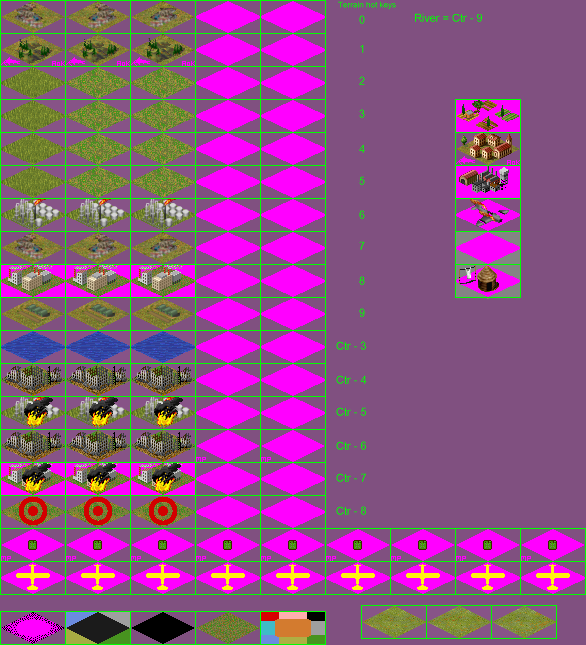 Terrain hot keys
0
River = Ctr - 9
1
2
3
4
5
6
7
8
9
Ctr - 3
Ctr - 4
Ctr - 5
Ctr - 6
Ctr - 7
Ctr - 8